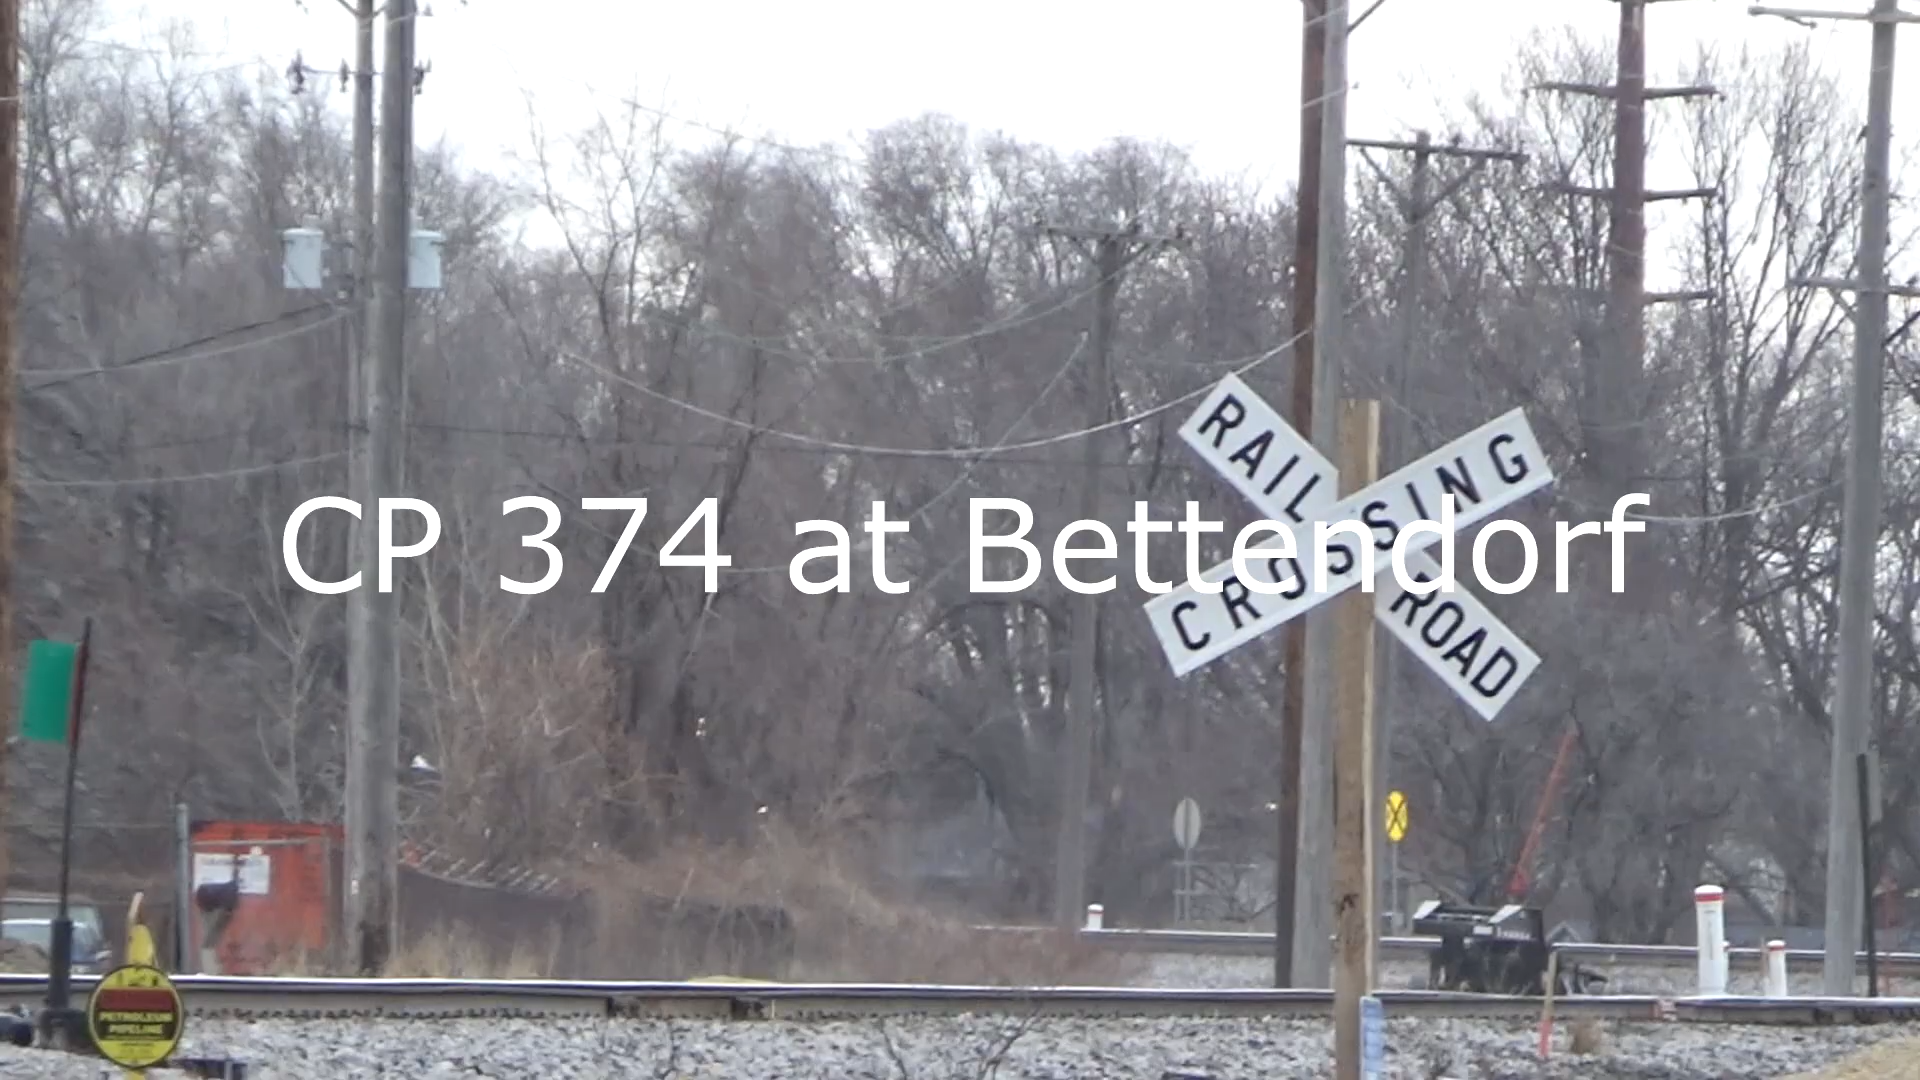 CP 374 at Bettendorf
RAIL ROAD
CROSSING
PETROLEUM
PIPELINE